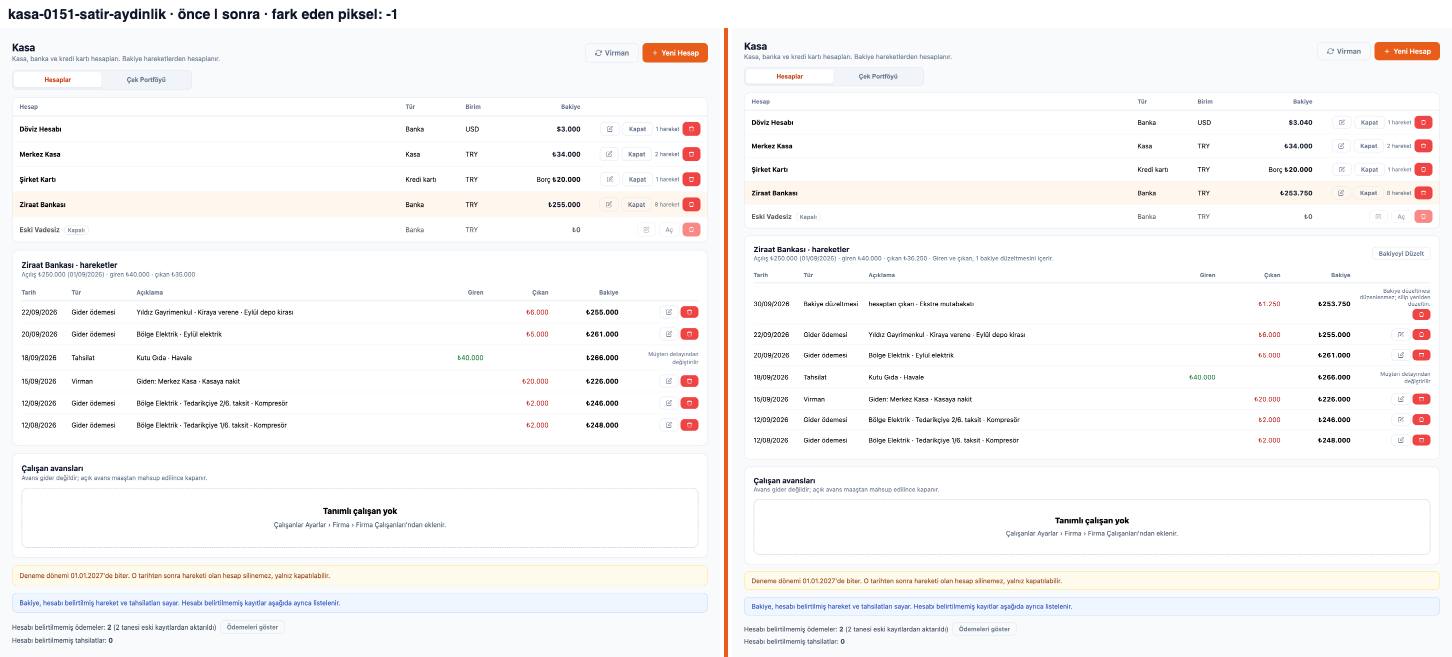 kasa-0151-satir-aydinlik · önce | sonra · fark eden piksel: -1
Kasa
Kasa, banka ve kredi kartı hesapları. Bakiye hareketlerden hesaplanır.
Virman
+ Yeni Hesap
Hesaplar Çek Portföyü
Hesap Tür Birim Bakiye
Döviz Hesabı Banka USD $3.000 Kapat 1 hareket
Merkez Kasa Kasa TRY ₺34.000 Kapat 2 hareket
Şirket Kartı Kredi kartı TRY Borç ₺20.000 Kapat 1 hareket
Ziraat Bankası Banka TRY ₺255.000 Kapat 8 hareket
Eski Vadesiz Kapalı Banka TRY ₺0 Aç
Ziraat Bankası · hareketler
Açılış ₺250.000 (01/09/2026) · giren ₺40.000 · çıkan ₺35.000
Tarih Tür Açıklama Giren Çıkan Bakiye
22/09/2026 Gider ödemesi Yıldız Gayrimenkul · Kiraya verene · Eylül depo kirası ₺6.000 ₺255.000
20/09/2026 Gider ödemesi Bölge Elektrik · Eylül elektrik ₺5.000 ₺261.000
18/09/2026 Tahsilat Kutu Gıda · Havale ₺40.000 ₺266.000 Müşteri detayından
değiştirilir
15/09/2026 Virman Giden: Merkez Kasa · Kasaya nakit ₺20.000 ₺226.000
12/09/2026 Gider ödemesi Bölge Elektrik · Tedarikçiye 2/6. taksit · Kompresör ₺2.000 ₺246.000
12/08/2026 Gider ödemesi Bölge Elektrik · Tedarikçiye 1/6. taksit · Kompresör ₺2.000 ₺248.000
Çalışan avansları
Avans gider değildir; açık avans maaştan mahsup edilince kapanır.
Tanımlı çalışan yok
Çalışanlar Ayarlar › Firma › Firma Çalışanları'ndan eklenir.
Deneme dönemi 01.01.2027'de biter. O tarihten sonra hareketi olan hesap silinemez, yalnız kapatılabilir.
Bakiye, hesabı belirtilmiş hareket ve tahsilatları sayar. Hesabı belirtilmemiş kayıtlar aşağıda ayrıca listelenir.
Hesabı belirtilmemiş ödemeler: 2 (2 tanesi eski kayıtlardan aktarıldı) Ödemeleri göster
Hesabı belirtilmemiş tahsilatlar: 0
Kasa
Kasa, banka ve kredi kartı hesapları. Bakiye hareketlerden hesaplanır.
Virman
+ Yeni Hesap
Hesaplar Çek Portföyü
Hesap Tür Birim Bakiye
Döviz Hesabı Banka USD $3.040 Kapat 1 hareket
Merkez Kasa Kasa TRY ₺34.000 Kapat 2 hareket
Şirket Kartı Kredi kartı TRY Borç ₺20.000 Kapat 1 hareket
Ziraat Bankası Banka TRY ₺253.750 Kapat 8 hareket
Eski Vadesiz Kapalı Banka TRY ₺0 Aç
Ziraat Bankası · hareketler
Açılış ₺250.000 (01/09/2026) · giren ₺40.000 · çıkan ₺36.250 · Giren ve çıkan, 1 bakiye düzeltmesini içerir.
Bakiyeyi Düzelt
Tarih Tür Açıklama Giren Çıkan Bakiye
30/09/2026 Bakiye düzeltmesi hesaptan çıkan · Ekstre mutabakatı ₺1.250 ₺253.750 Bakiye düzeltmesi
düzenlenmez; silip yeniden
düzeltin.
22/09/2026 Gider ödemesi Yıldız Gayrimenkul · Kiraya verene · Eylül depo kirası ₺6.000 ₺255.000
20/09/2026 Gider ödemesi Bölge Elektrik · Eylül elektrik ₺5.000 ₺261.000
18/09/2026 Tahsilat Kutu Gıda · Havale ₺40.000 ₺266.000 Müşteri detayından
değiştirilir
15/09/2026 Virman Giden: Merkez Kasa · Kasaya nakit ₺20.000 ₺226.000
12/09/2026 Gider ödemesi Bölge Elektrik · Tedarikçiye 2/6. taksit · Kompresör ₺2.000 ₺246.000
12/08/2026 Gider ödemesi Bölge Elektrik · Tedarikçiye 1/6. taksit · Kompresör ₺2.000 ₺248.000
Çalışan avansları
Avans gider değildir; açık avans maaştan mahsup edilince kapanır.
Tanımlı çalışan yok
Çalışanlar Ayarlar › Firma › Firma Çalışanları'ndan eklenir.
Deneme dönemi 01.01.2027'de biter. O tarihten sonra hareketi olan hesap silinemez, yalnız kapatılabilir.
Bakiye, hesabı belirtilmiş hareket ve tahsilatları sayar. Hesabı belirtilmemiş kayıtlar aşağıda ayrıca listelenir.
Hesabı belirtilmemiş ödemeler: 2 (2 tanesi eski kayıtlardan aktarıldı) Ödemeleri göster
Hesabı belirtilmemiş tahsilatlar: 0